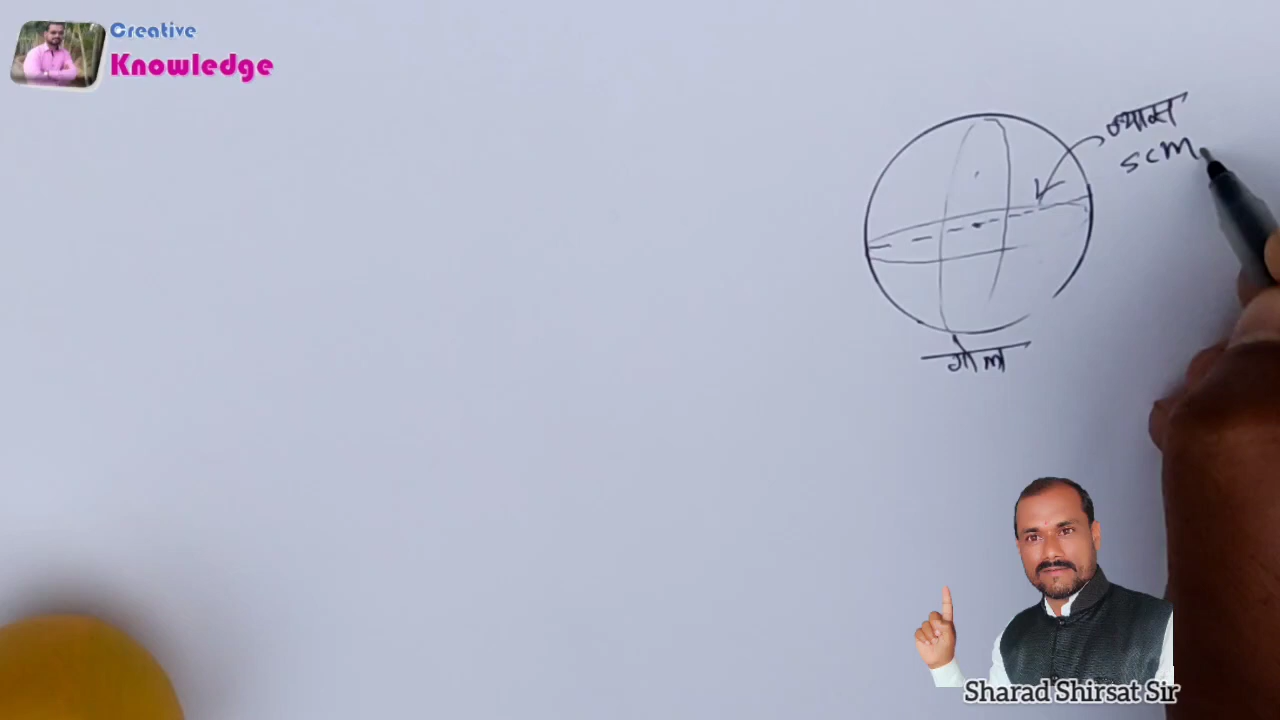 Creative
Knowledge
व्यास
5cm
गोल
Sharad Shirsat Sir